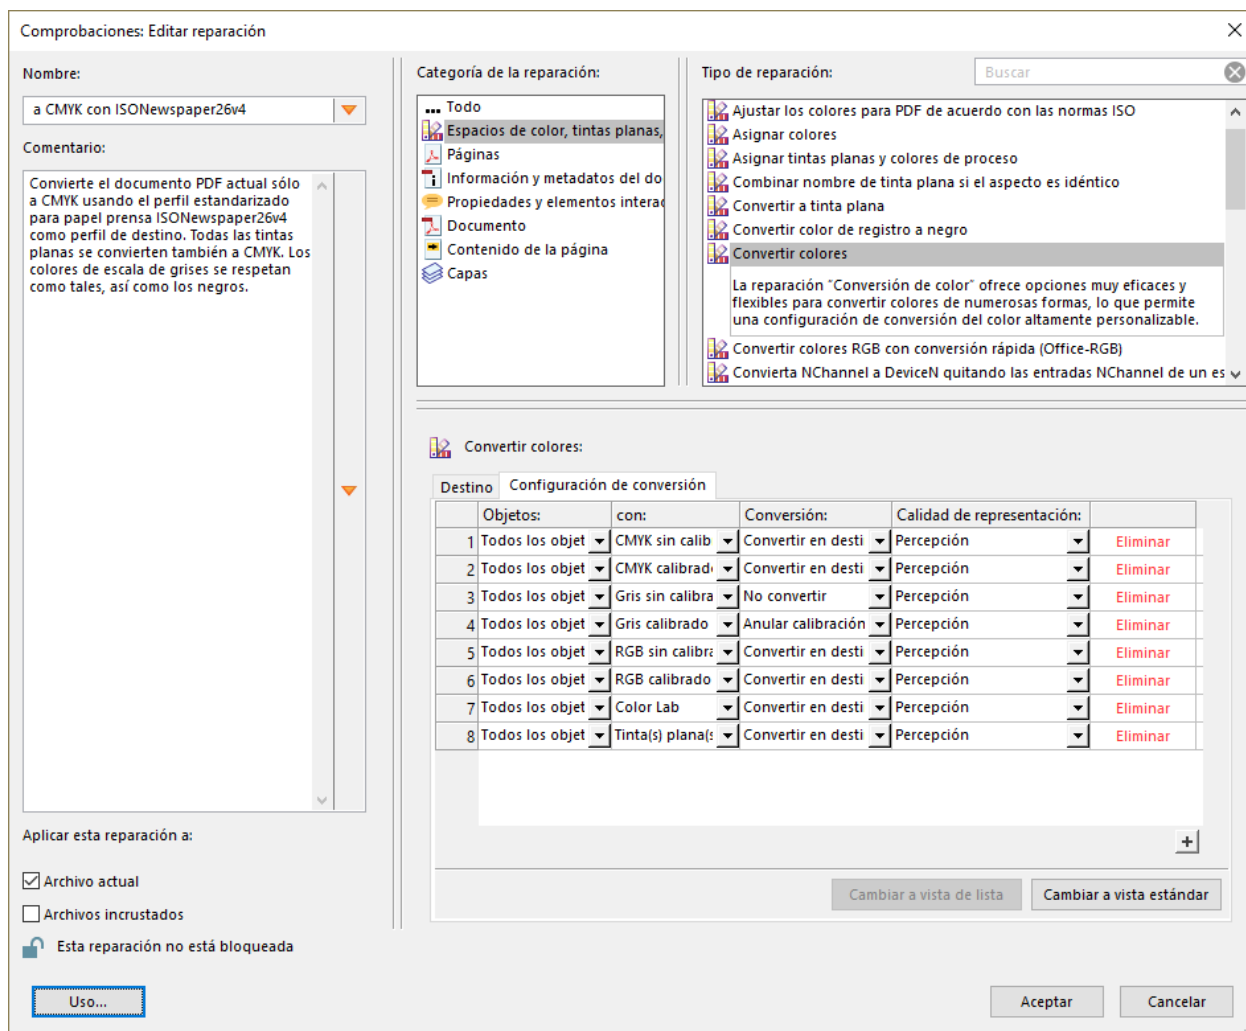 Comprobaciones: Editar reparación
Nombre:
a CMYK con ISONewspaper26v4
Comentario:
Convierte el documento PDF actual sólo
a CMYK usando el perfil estandarizado
para papel prensa ISONewspaper26v4
como perfil de destino. Todas las tintas
planas se convierten también a CMYK. Los
colores de escala de grises se respetan
como tales, así como los negros.
Aplicar esta reparación a:
Archivo actual
Archivos incrustados
Esta reparación no está bloqueada
Uso...
Categoría de la reparación:
Todo
Espacios de color, tintas planas,
Páginas
Información y metadatos del do
Propiedades y elementos interac
Documento
Contenido de la página
Capas
Tipo de reparación:
Buscar
Ajustar los colores para PDF de acuerdo con las normas ISO
Asignar colores
Asignar tintas planas y colores de proceso
Combinar nombre de tinta plana si el aspecto es idéntico
Convertir a tinta plana
Convertir color de registro a negro
Convertir colores
La reparación "Conversión de color" ofrece opciones muy eficaces y
flexibles para convertir colores de numerosas formas, lo que permite
una configuración de conversión del color altamente personalizable.
Convertir colores RGB con conversión rápida (Office-RGB)
Convierta NChannel a DeviceN quitando las entradas NChannel de un es
Convertir colores:
Destino Configuración de conversión
Objetos: con: Conversión: Calidad de representación:
1 Todos los objet CMYK sin calib Convertir en desti Percepción Eliminar
2 Todos los objet CMYK calibrad Convertir en desti Percepción Eliminar
3 Todos los objet Gris sin calibra No convertir Percepción Eliminar
4 Todos los objet Gris calibrado Anular calibración Percepción Eliminar
5 Todos los objet RGB sin calibra Convertir en desti Percepción Eliminar
6 Todos los objet RGB calibrado Convertir en desti Percepción Eliminar
7 Todos los objet Color Lab Convertir en desti Percepción Eliminar
8 Todos los objet Tinta(s) plana(s Convertir en desti Percepción Eliminar
+
Cambiar a vista de lista Cambiar a vista estándar
Aceptar Cancelar